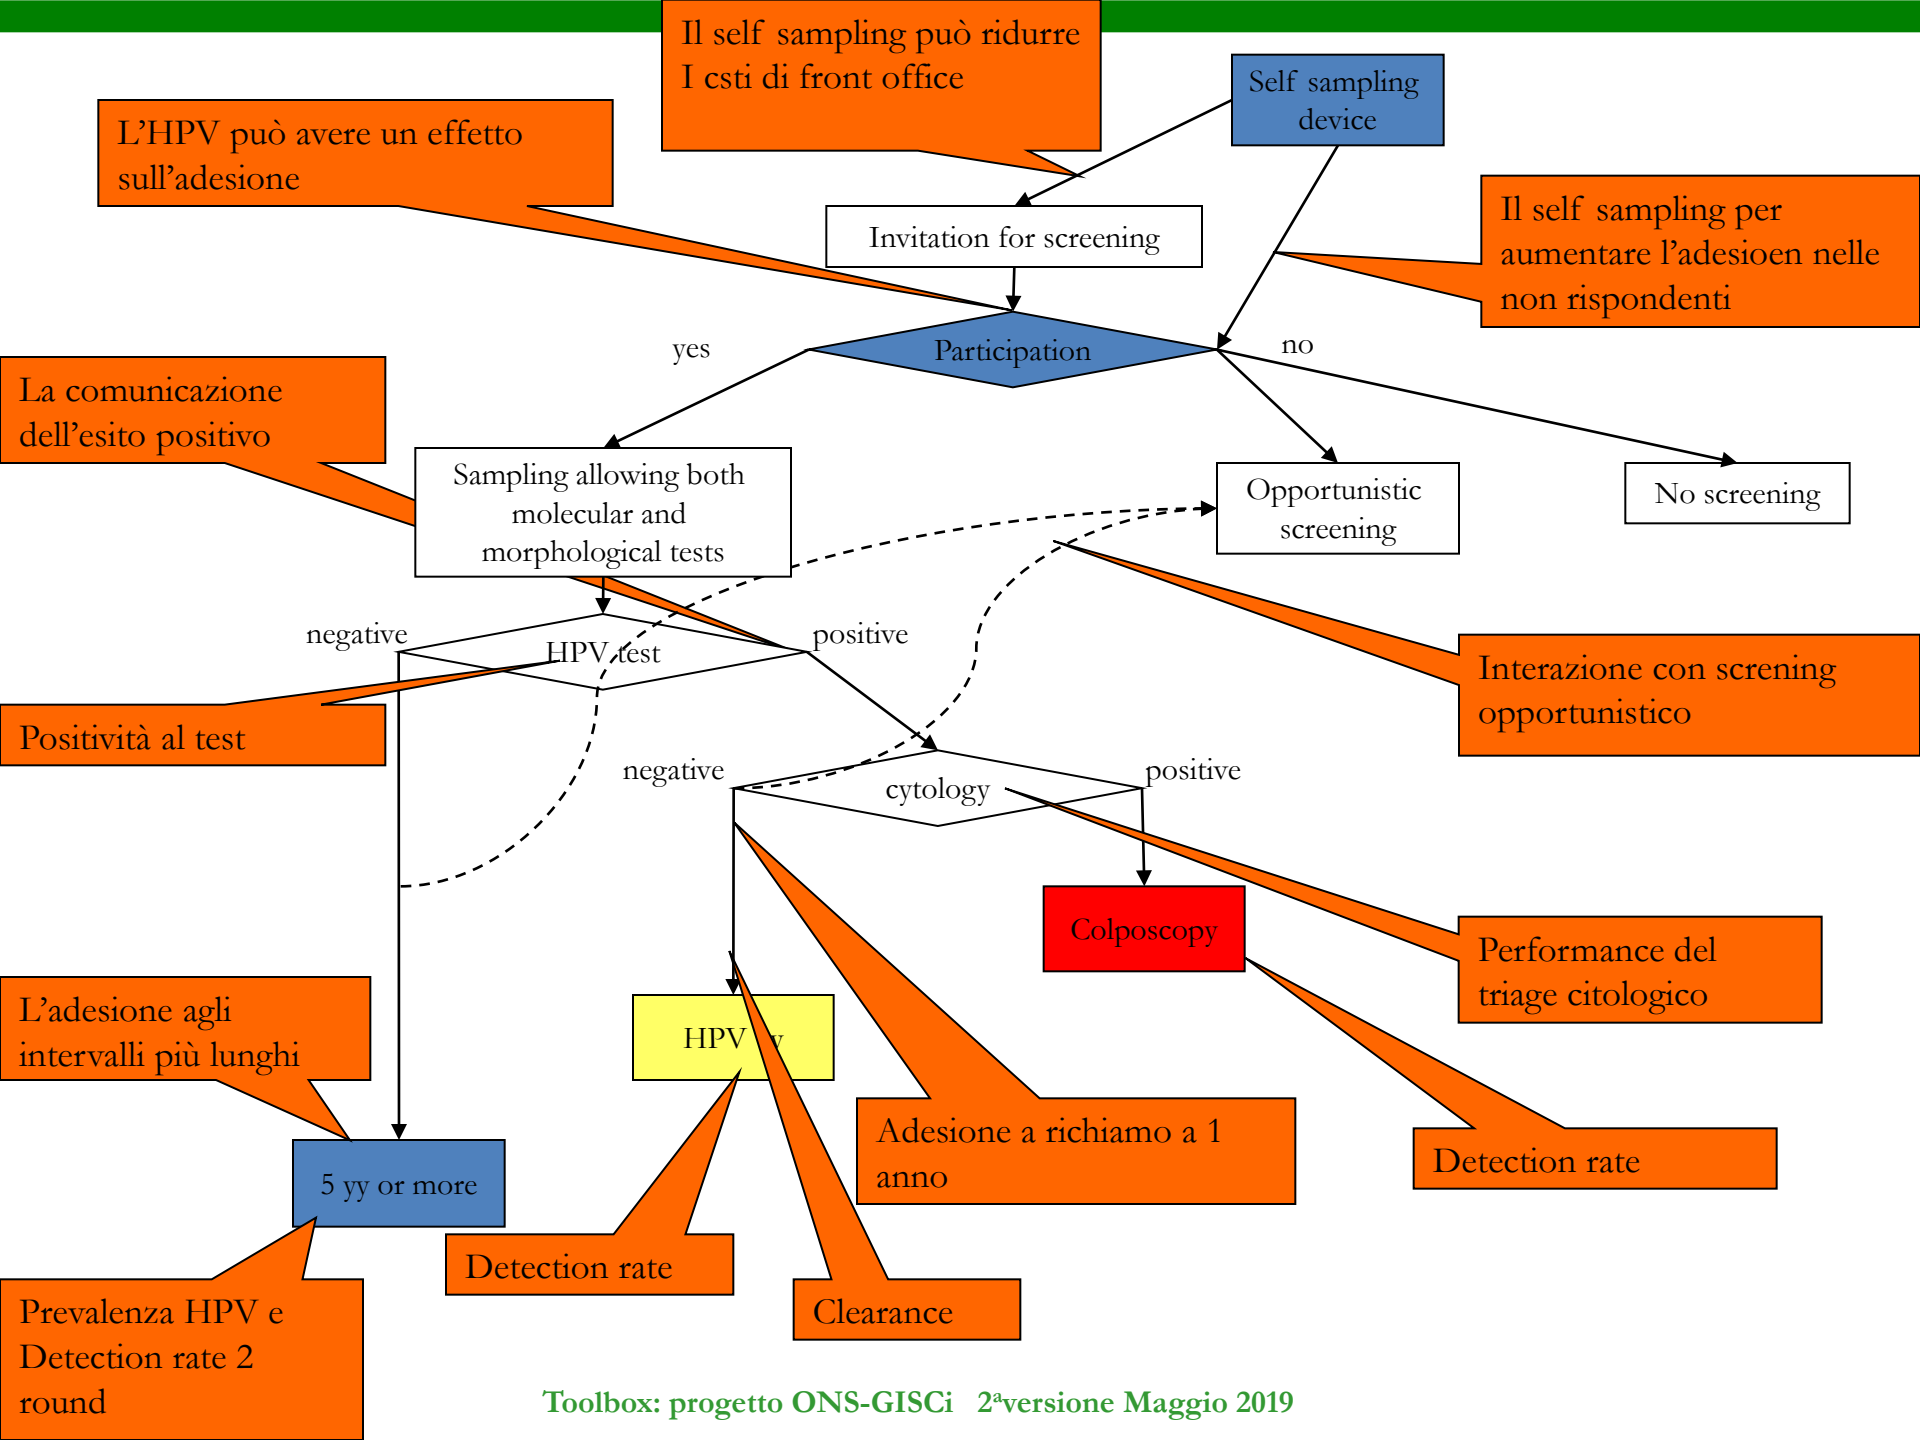 Il self sampling può ridurre
I csti di front office
Self sampling
device
L’HPV può avere un effetto
sull’adesione
Il self sampling per
aumentare l’adesioen nelle
non rispondenti
Invitation for screening
yes
Participation
no
La comunicazione
dell’esito positivo
Sampling allowing both
molecular and
morphological tests
Opportunistic
screening
No screening
negative
HPV test
positive
Interazione con screning
opportunistico
Positività al test
negative
cytology
positive
Colposcopy
Performance del
triage citologico
L’adesione agli
intervalli più lunghi
HPV
Adesione a richiamo a 1
anno
Detection rate
5 yy or more
Detection rate
Clearance
Prevalenza HPV e
Detection rate 2
round
Toolbox: progetto ONS-GISCi 2ªversione Maggio 2019